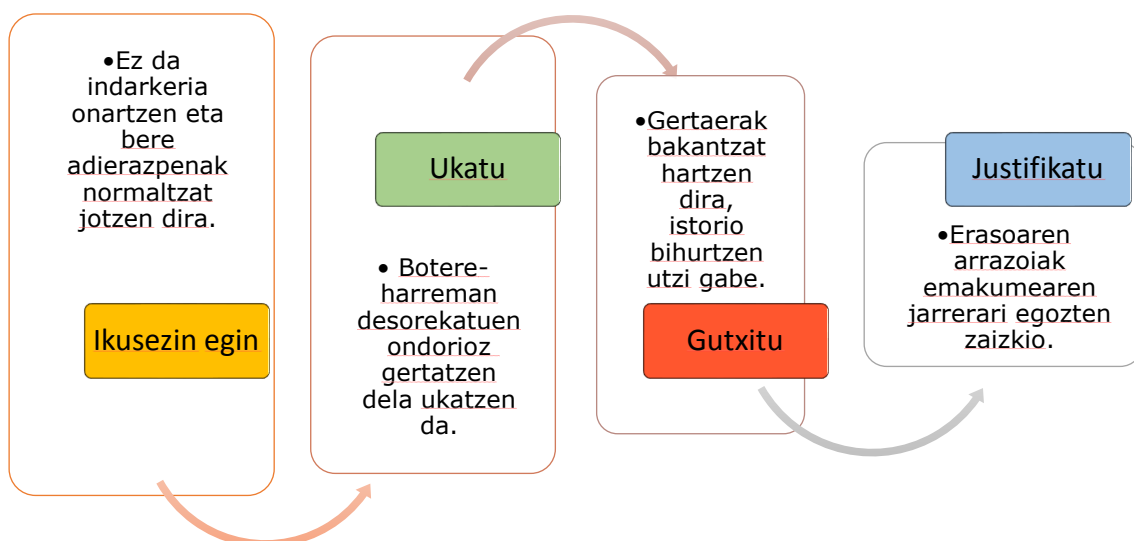 •Ez da
indarkeria
onartzen eta
bere
adierazpenak
normaltzat
jotzen dira.
Ikusezin egin
Ukatu
• Botere-
harreman
desorekatuen
ondorioz
gertatzen
dela ukatzen
da.
•Gertaerak
bakantzat
hartzen
dira,
istorio
bihurtzen
utzi gabe.
Gutxitu
Justifikatu
•Erasoaren
arrazoiak
emakumearen
jarrerari egozten
zaizkio.